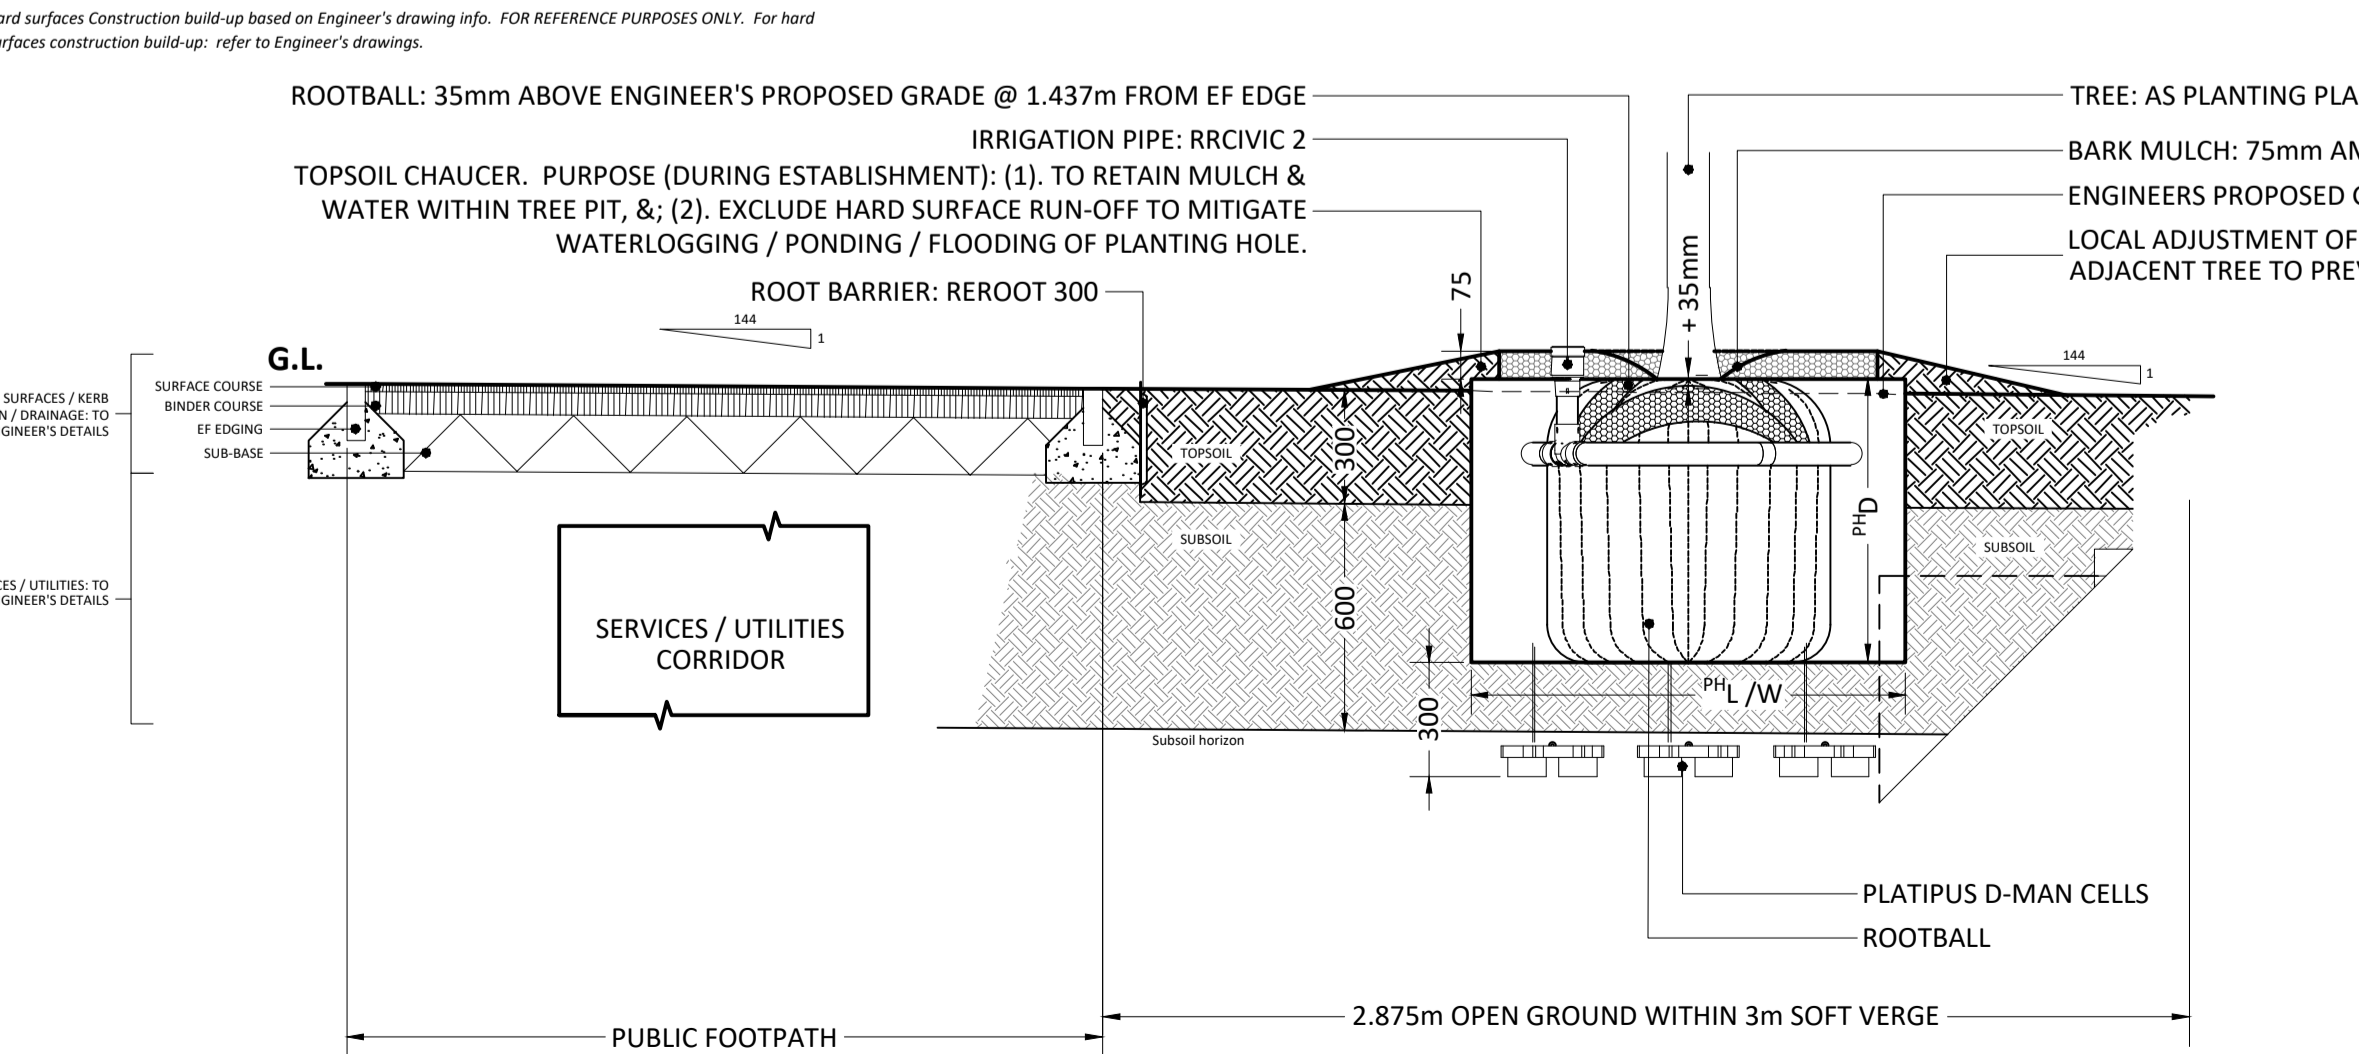 ard surfaces Construction build-up based on Engineer's drawing info. FOR REFERENCE PURPOSES ONLY. For hard
urfaces construction build-up: refer to Engineer's drawings.
ROOTBALL: 35mm ABOVE ENGINEER'S PROPOSED GRADE @ 1.437m FROM EF EDGE
IRRIGATION PIPE: RRCIVIC 2
TOPSOIL CHAUCER. PURPOSE (DURING ESTABLISHMENT): (1). TO RETAIN MULCH &
WATER WITHIN TREE PIT, &; (2). EXCLUDE HARD SURFACE RUN-OFF TO MITIGATE
WATERLOGGING / PONDING / FLOODING OF PLANTING HOLE.
ROOT BARRIER: REROOT 300
TREE: AS PLANTING PLA
BARK MULCH: 75mm AM
ENGINEERS PROPOSED G
LOCAL ADJUSTMENT OF
ADJACENT TREE TO PREV
144
1
G.L.
SURFACE COURSE
BINDER COURSE
EF EDGING
SUB-BASE
SURFACES / KERB
N / DRAINAGE: TO
GINEER'S DETAILS
CES / UTILITIES: TO
GINEER'S DETAILS
75
+ 35mm
144
1
TOPSOIL
300
TOPSOIL
SUBSOIL
600
PHD
SUBSOIL
SERVICES / UTILITIES
CORRIDOR
PHL /W
300
Subsoil horizon
PLATIPUS D-MAN CELLS
ROOTBALL
2.875m OPEN GROUND WITHIN 3m SOFT VERGE
PUBLIC FOOTPATH